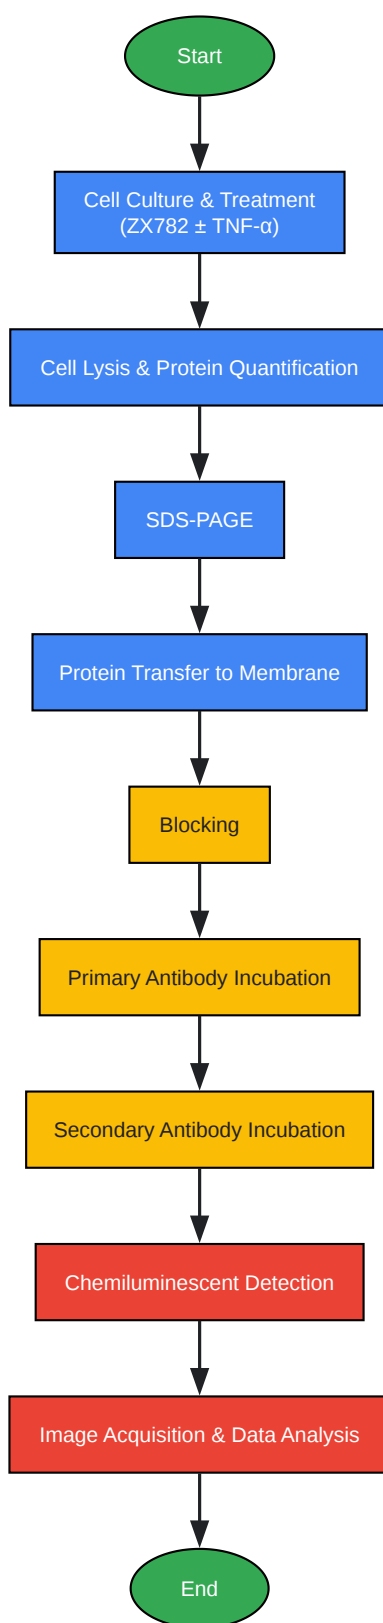 Start
Cell Culture & Treatment
(ZX782 ± TNF-α)
Cell Lysis & Protein Quantification
SDS-PAGE
Protein Transfer to Membrane
Blocking
Primary Antibody Incubation
Secondary Antibody Incubation
Chemiluminescent Detection
Image Acquisition & Data Analysis
End